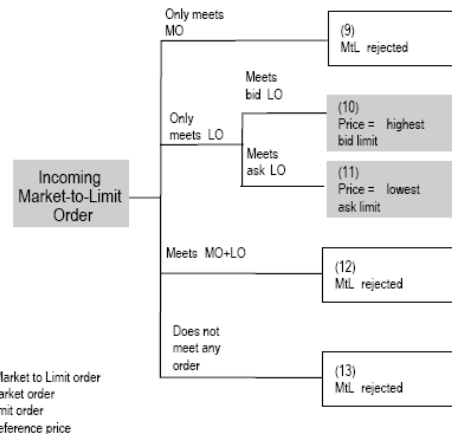 Only meets
MO
(9)
MtL rejected
Meets
bid LO
(10)
Price = highest
bid limit
Only
meets LO
Meets
ask LO
(11)
Price = lowest
ask limit
Incoming
Market-to-Limit
Order
Meets MO+LO
(12)
MtL rejected
Does not
meet any
order
(13)
MtL rejected
Market to Limit order
arket order
mit order
eference price